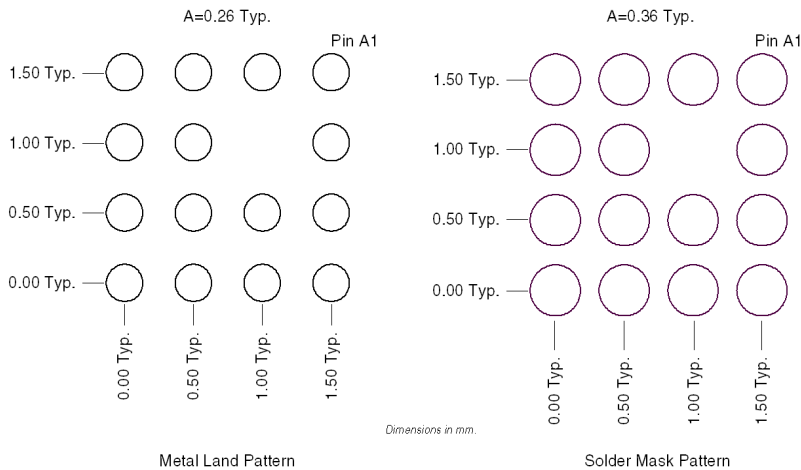 A=0.26 Typ.
Pin A1
1.50 Typ.
1.00 Typ.
0.50 Typ.
0.00 Typ.
0.00 Typ.
0.50 Typ.
1.00 Typ.
1.50 Typ.
Metal Land Pattern
A=0.36 Typ.
Pin A1
1.50 Typ.
1.00 Typ.
0.50 Typ.
0.00 Typ.
0.00 Typ.
0.50 Typ.
1.00 Typ.
1.50 Typ.
Dimensions in mm.
Solder Mask Pattern